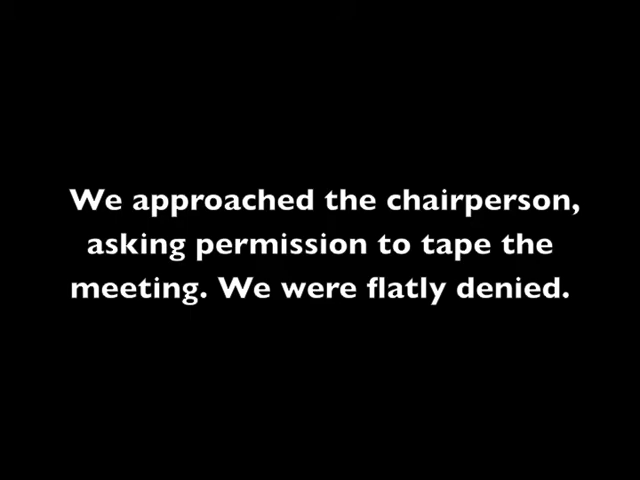 We approached the chairperson,
asking permission to tape the
meeting. We were flatly denied.